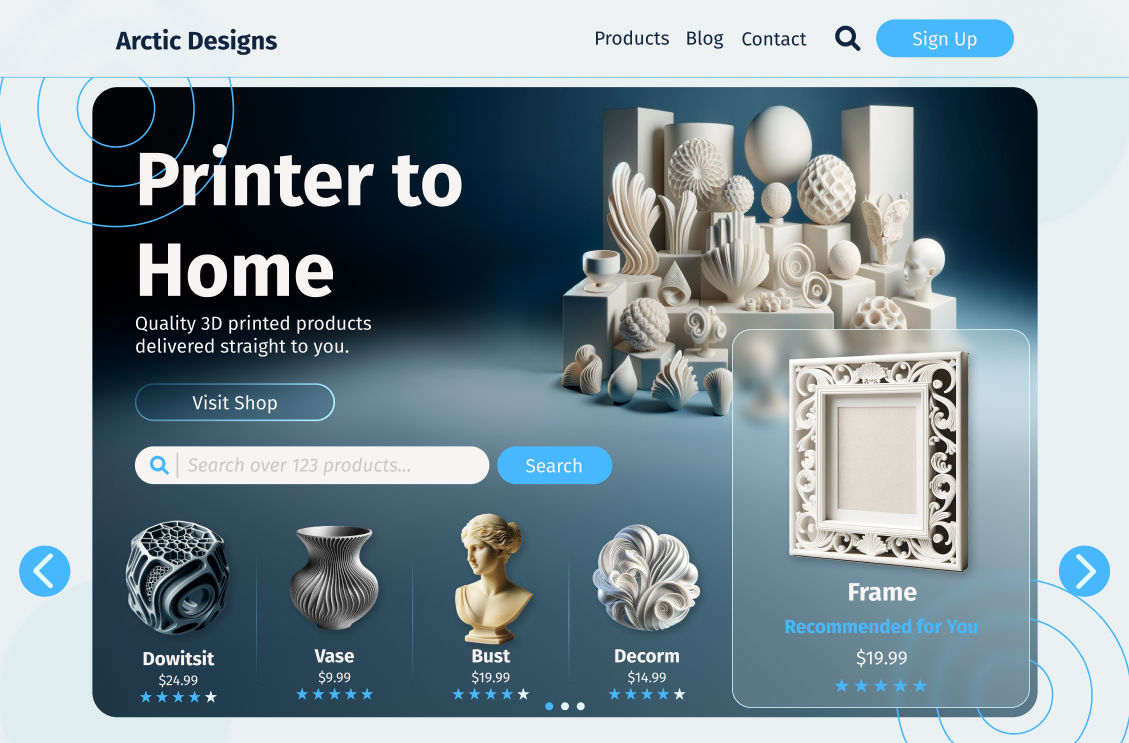 Arctic Designs
Products Blog Contact Sign Up
Printer to
Home
Quality 3D printed products
delivered straight to you.
Visit Shop
Search over 123 products...
Search
Dowitsit
$24.99
Vase
$9.99
Bust
$19.99
Decorm
$14.99
Frame
Recommended for You
$19.99